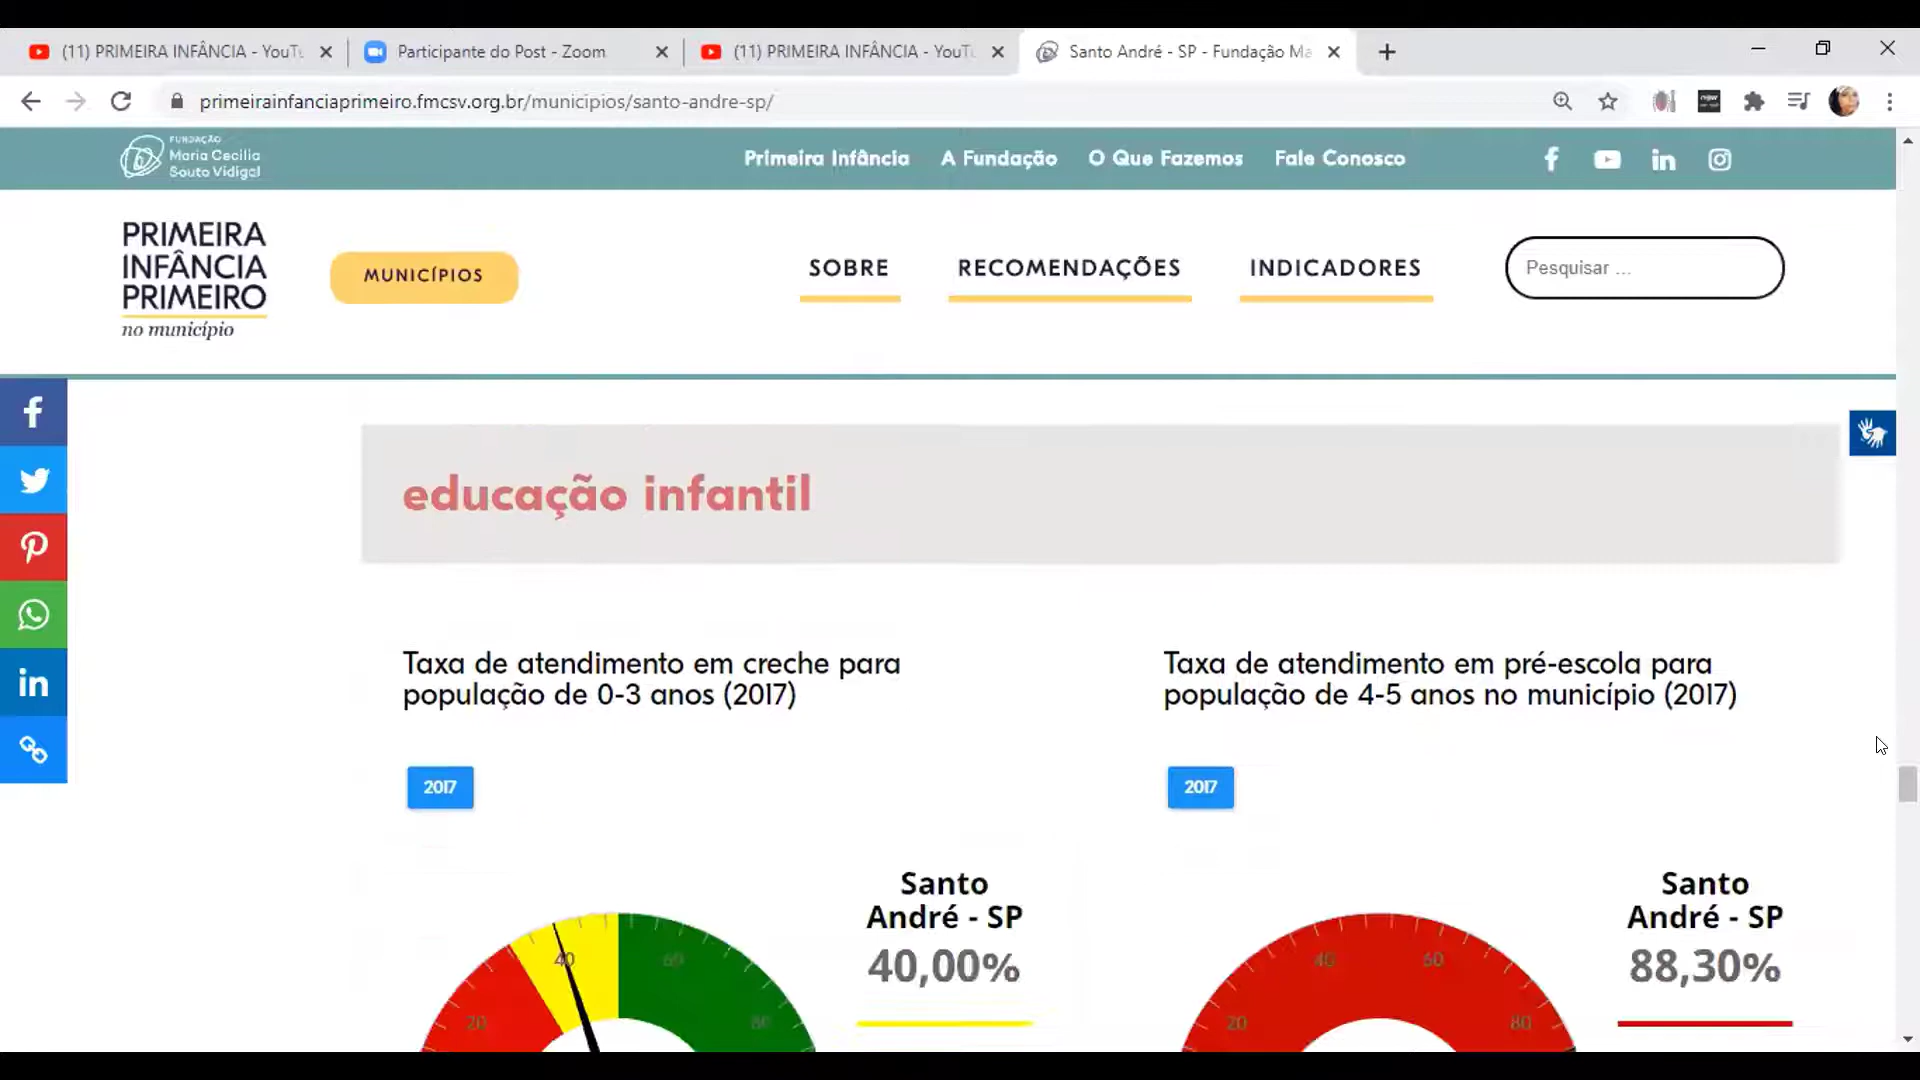 (11) PRIMEIRA INFÂNCIA - YouTu
Participante do Post - Zoom
(11) PRIMEIRA INFÂNCIA - YouTu
Santo André - SP - Fundação Ma
primeirainfanciaprimeiro.fmcsv.org.br/municipios/santo-andre-sp/
FUNDAÇÃO
Maria Cecilia
Souto Vidigal
Primeira Infância
A Fundação
O Que Fazemos
Fale Conosco
PRIMEIRA
INFÂNCIA
PRIMEIRO
no município
MUNICÍPIOS
SOBRE
RECOMENDAÇÕES
INDICADORES
Pesquisar ...
educação infantil
Taxa de atendimento em creche para
população de 0-3 anos (2017)
2017
Santo
André - SP
40,00%
20
40
60
80
Taxa de atendimento em pré-escola para
população de 4-5 anos no município (2017)
2017
Santo
André - SP
88,30%
20
40
60
80